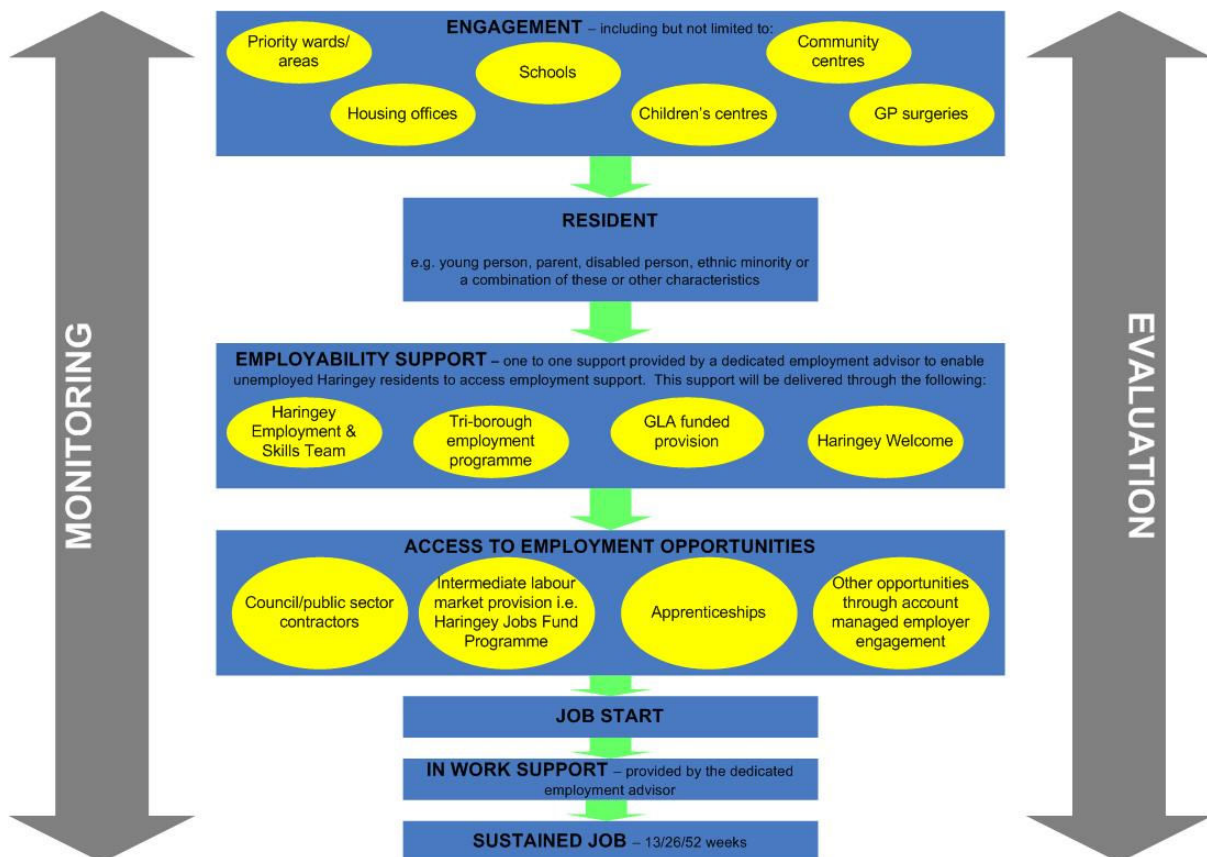 ENGAGEMENT – including but not limited to:
Priority wards/
areas
Housing offices
Schools
Children's centres
Community
centres
GP surgeries
RESIDENT
e.g. young person, parent, disabled person, ethnic minority or
a combination of these or other characteristics
EMPLOYABILITY SUPPORT – one to one support provided by a dedicated employment advisor to enable
unemployed Haringey residents to access employment support. This support will be delivered through the following:
Haringey
Employment &
Skills Team
Tri-borough
employment
programme
GLA funded
provision
Haringey Welcome
ACCESS TO EMPLOYMENT OPPORTUNITIES
Council/public sector
contractors
Intermediate labour
market provision i.e.
Haringey Jobs Fund
Programme
Apprenticeships
Other opportunities
through account
managed employer
engagement
JOB START
IN WORK SUPPORT – provided by the dedicated
employment advisor
SUSTAINED JOB – 13/26/52 weeks
MONITORING
EVALUATION